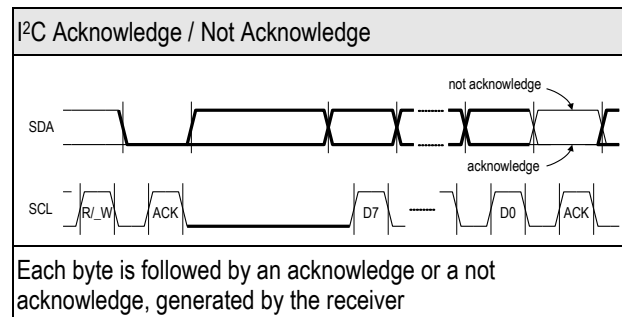 I²C Acknowledge / Not Acknowledge
not acknowledge
SDA
acknowledge
SCL R/_W ACK D7 D0 ACK
Each byte is followed by an acknowledge or a not
acknowledge, generated by the receiver